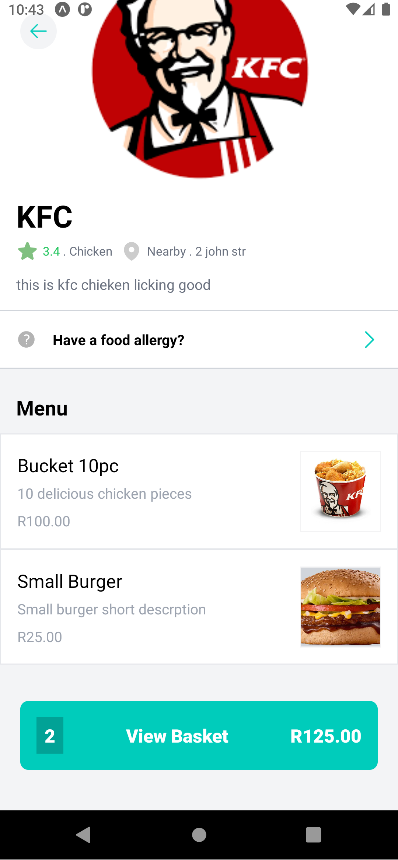 10:43
KFC
KFC
3.4 . Chicken Nearby . 2 john str
this is kfc chieken licking good
? Have a food allergy?
Menu
Bucket 10pc
10 delicious chicken pieces
R100.00
KFC
Small Burger
Small burger short descrption
R25.00
2 View Basket R125.00